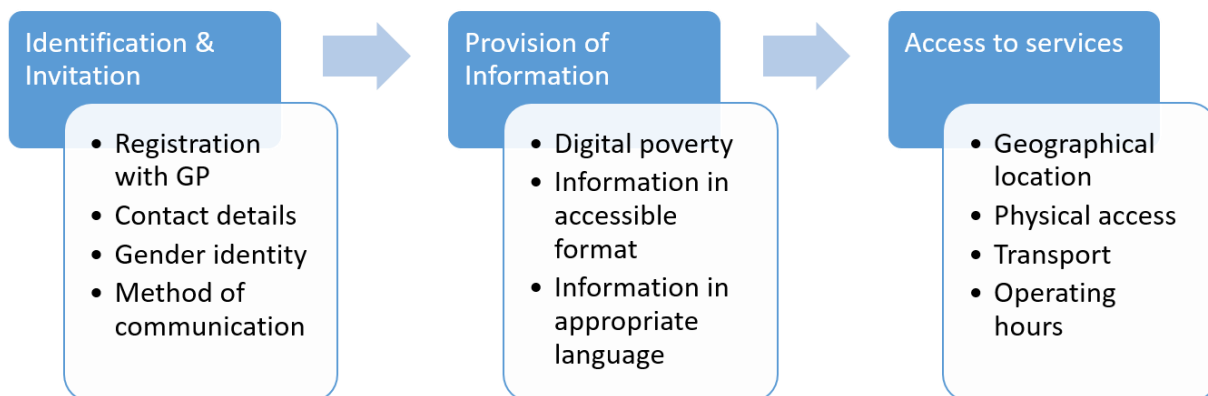 Identification &
Invitation
• Registration
with GP
• Contact details
• Gender identity
• Method of
communication
Provision of
Information
• Digital poverty
• Information in
accessible
format
• Information in
appropriate
language
Access to services
• Geographical
location
• Physical access
• Transport
• Operating
hours